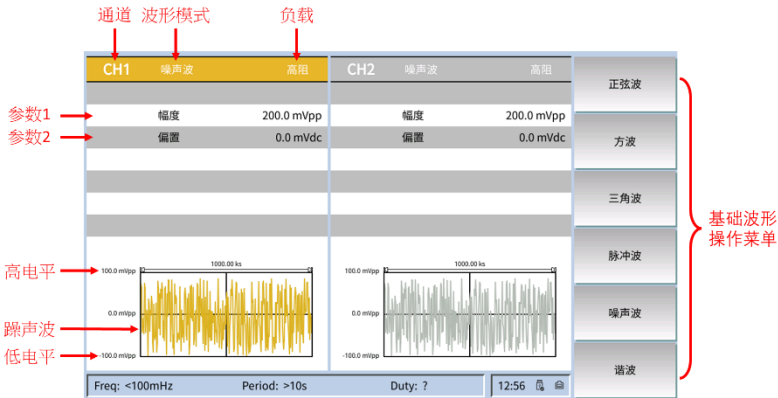 通道 波形模式 负载
CH1 噪声波 高阻 CH2 噪声波 高阻
正弦波
参数1 幅度 200.0 mVpp 幅度 200.0 mVpp
参数2 偏置 0.0 mVdc 偏置 0.0 mVdc
方波
三角波
基础波形
操作菜单
脉冲波
1000.00 ks 1000.00 ks
高电平 100.0 mVpp 100.0 mVpp
0.0 mVpp 0.0 mVpp
噪声波
躁声波
低电平 -100.0 mVpp -100.0 mVpp
谐波
Freq: <100mHz Period: >10s Duty: ? 12:56